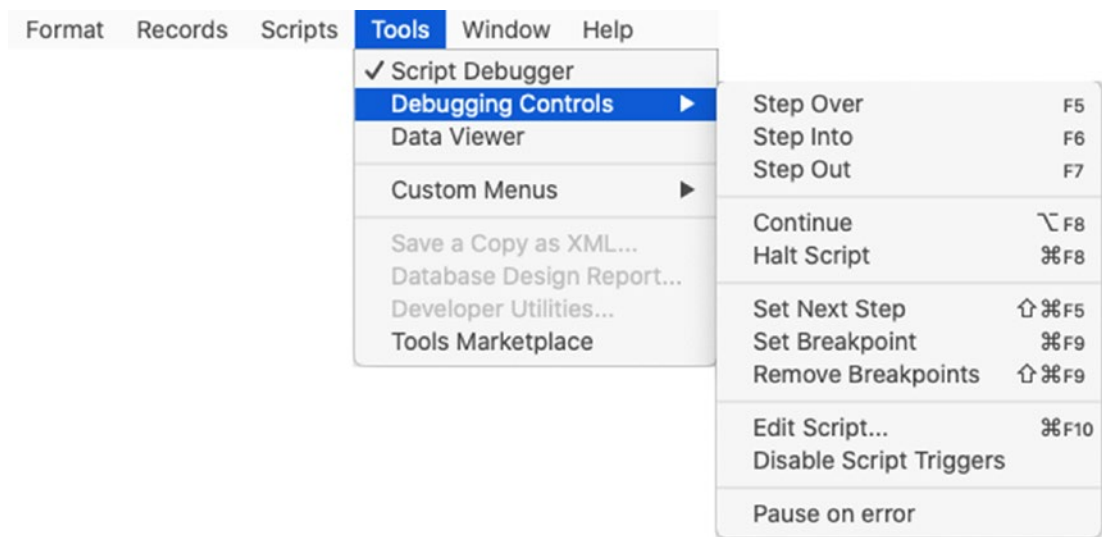 Format Records Scripts Tools Window Help
✓ Script Debugger
Debugging Controls ▶
Data Viewer
Custom Menus ▶
Save a Copy as XML...
Database Design Report...
Developer Utilities...
Tools Marketplace
Step Over F5
Step Into F6
Step Out F7
Continue ⌥F8
Halt Script ⌘F8
Set Next Step ⇧⌘F5
Set Breakpoint ⌘F9
Remove Breakpoints ⇧⌘F9
Edit Script... ⌘F10
Disable Script Triggers
Pause on error